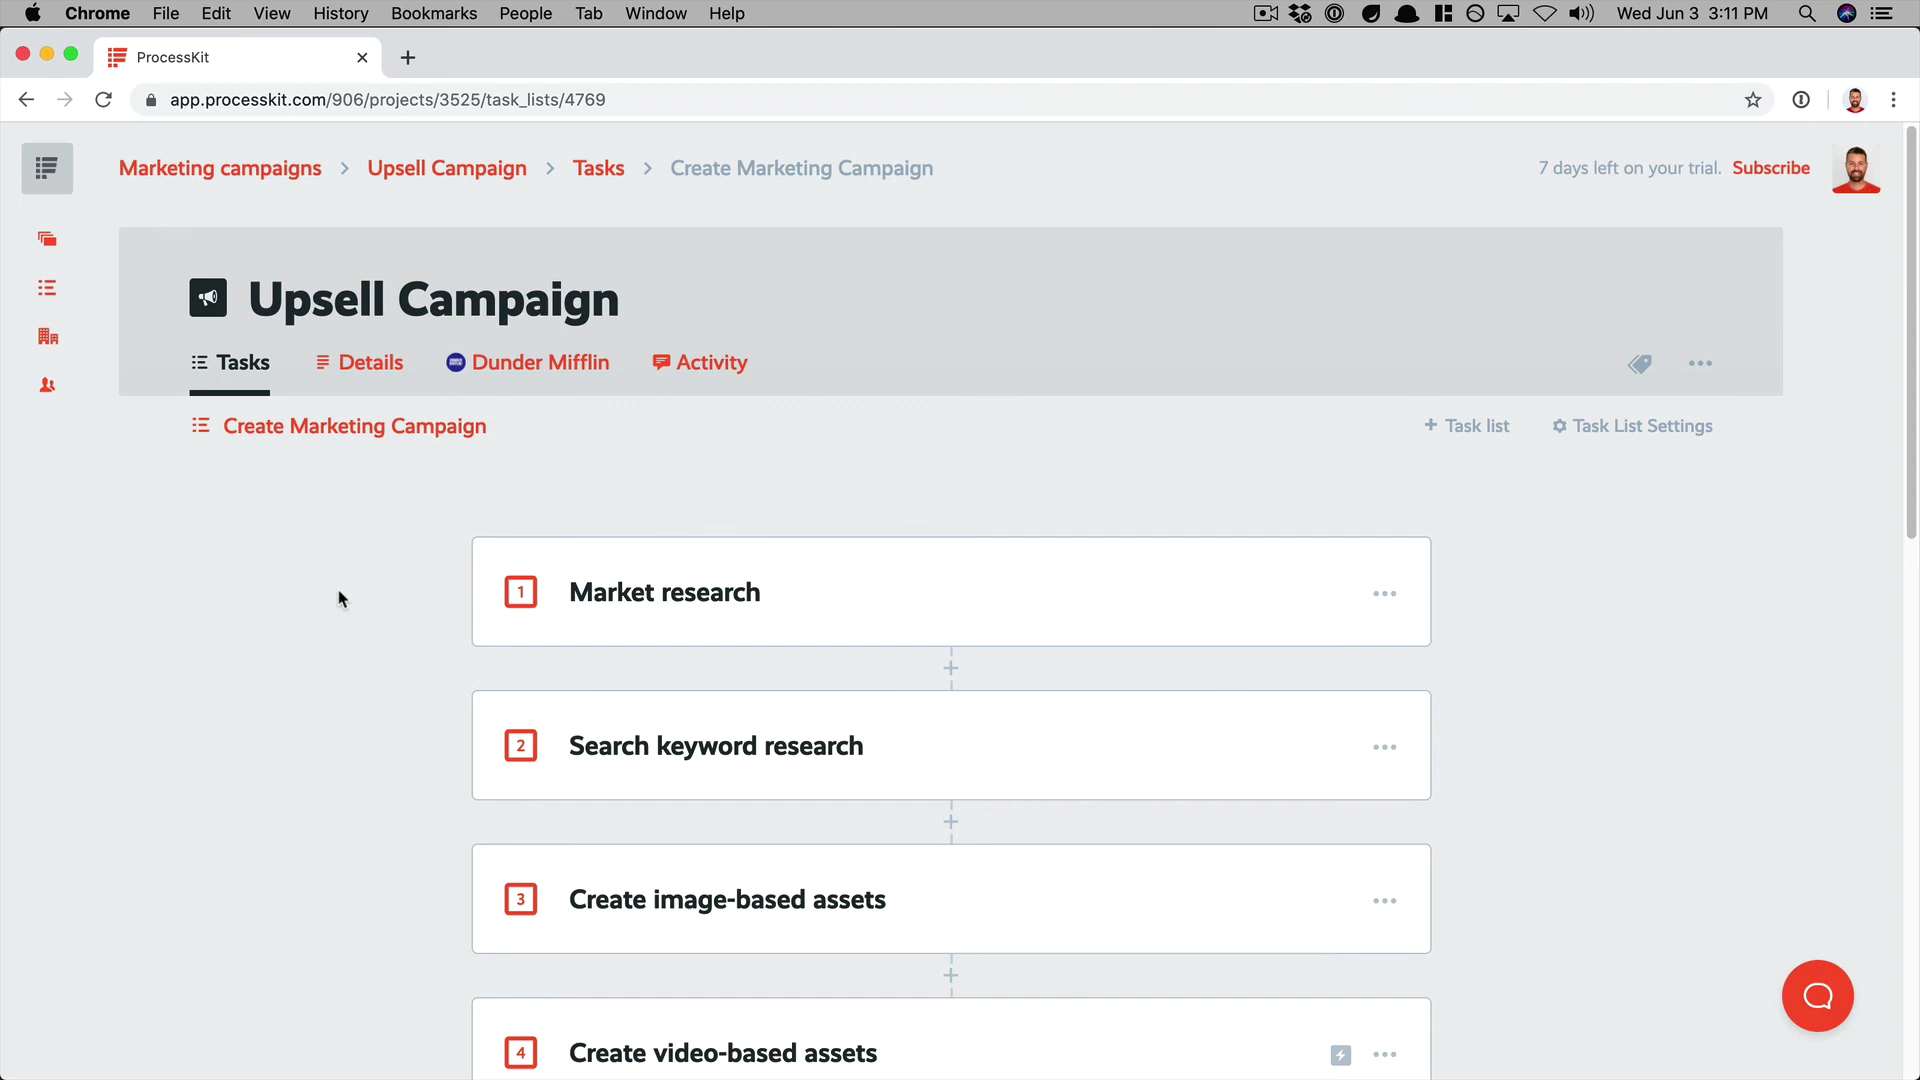 Chrome File Edit View History Bookmarks People Tab Window Help Wed Jun 3 3:11 PM
ProcessKit
app.processkit.com/906/projects/3525/task_lists/4769
Marketing campaigns > Upsell Campaign > Tasks > Create Marketing Campaign 7 days left on your trial. Subscribe
Upsell Campaign
Tasks Details Dunder Mifflin Activity
Create Marketing Campaign + Task list Task List Settings
1 Market research
2 Search keyword research
3 Create image-based assets
4 Create video-based assets